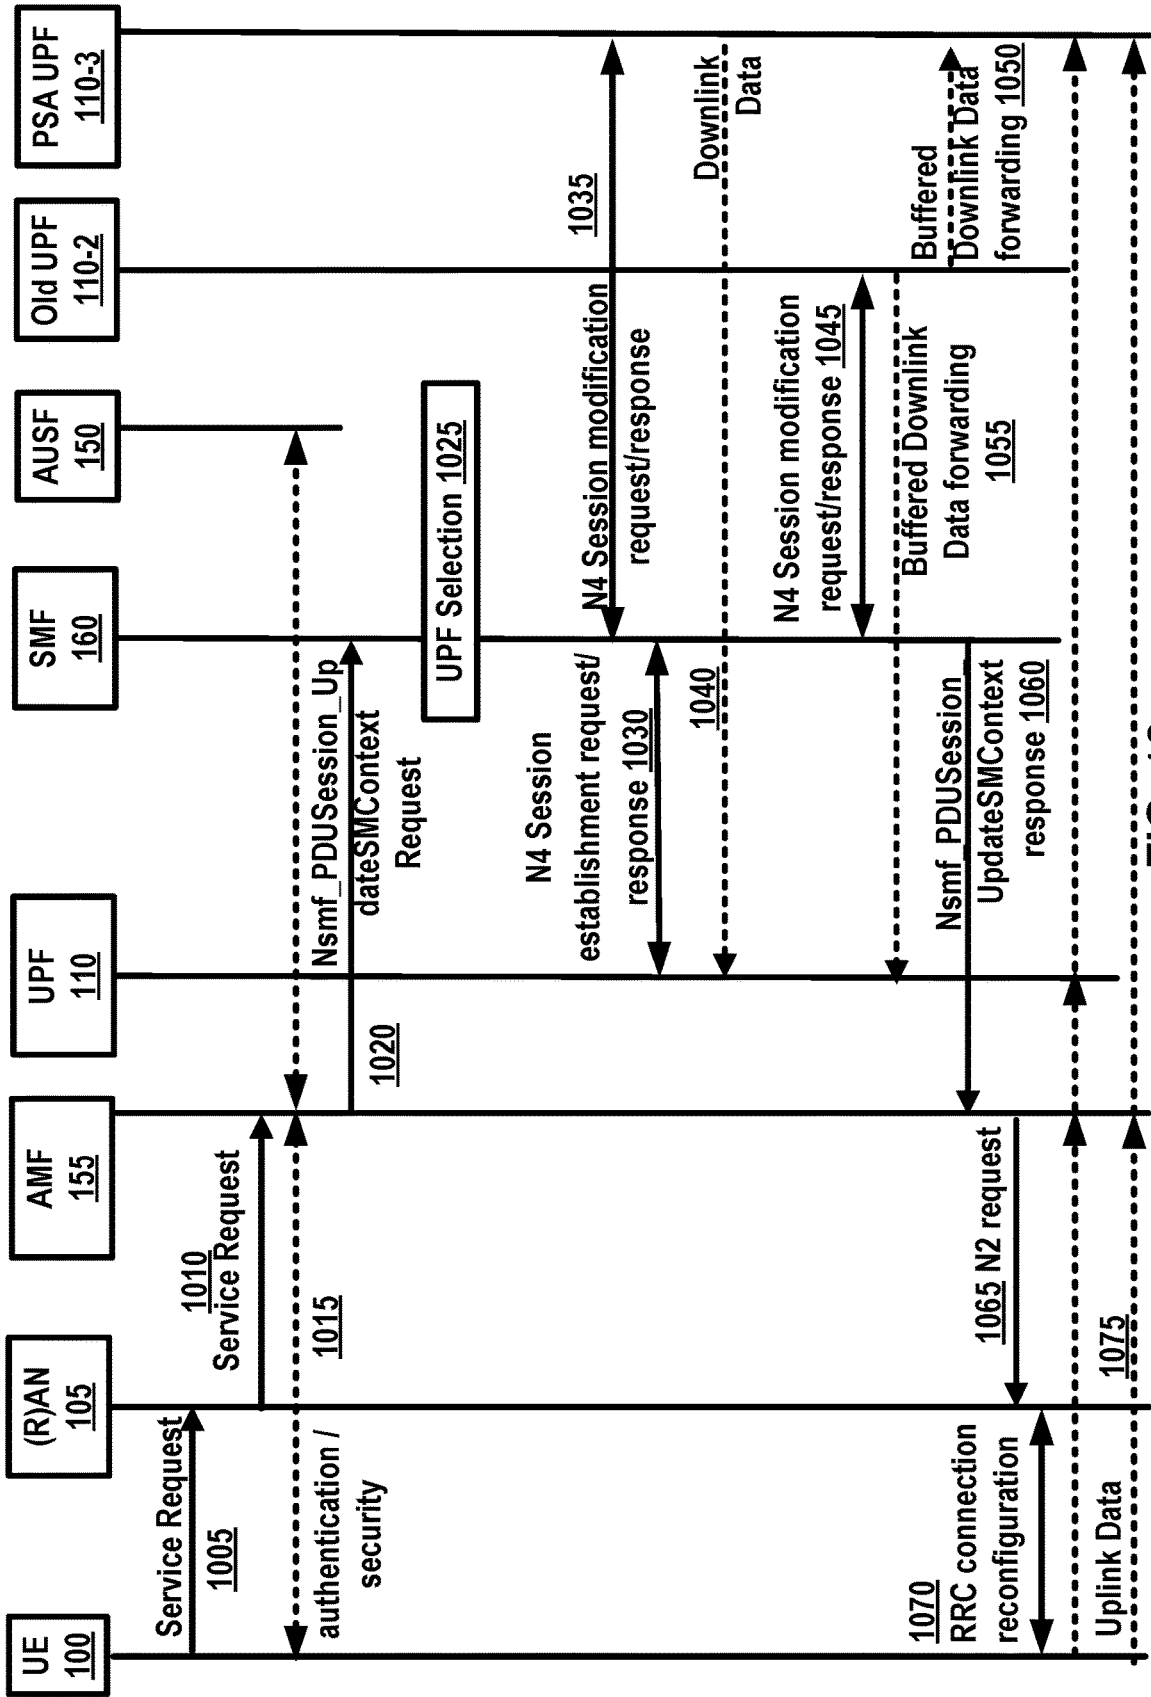 UE
100
(R)AN
105
AMF
155
UPF
110
SMF
160
AUSF
150
Old UPF
110-2
PSA UPF
110-3
Service Request
1005
1010
Service Request
authentication /
security
1015
Nsmf_PDUSession_Up
dateSMContext
Request
1020
UPF Selection 1025
N4 Session
establishment request/
response 1030
N4 Session modification
request/response
1035
Downlink
Data
1040
N4 Session modification
request/response 1045
Buffered
Downlink Data
forwarding 1050
Buffered Downlink
Data forwarding
1055
Nsmf_PDUSession_
UpdateSMContext
response 1060
1065 N2 request
1070
RRC connection
reconfiguration
Uplink Data
1075